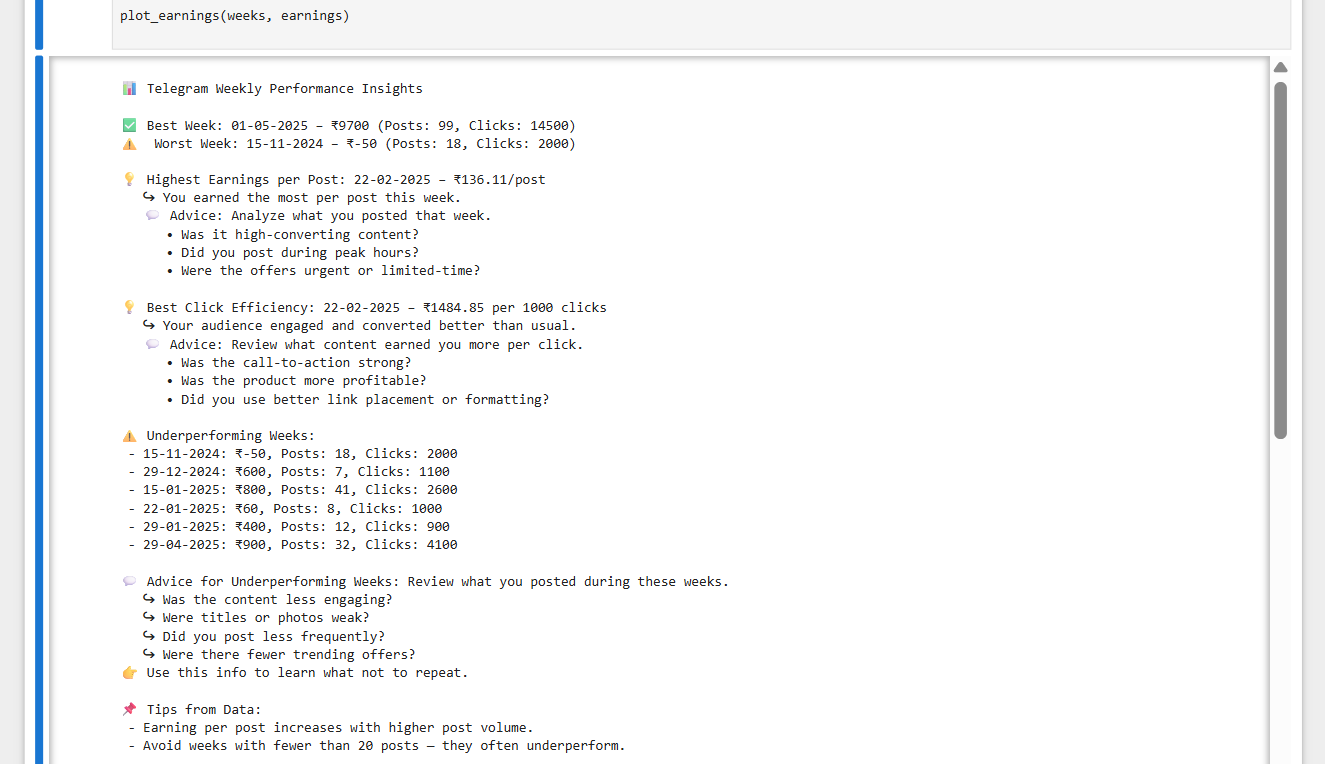 plot_earnings(weeks, earnings)
📊 Telegram Weekly Performance Insights
✅ Best Week: 01-05-2025 – ₹9700 (Posts: 99, Clicks: 14500)
⚠️ Worst Week: 15-11-2024 – ₹-50 (Posts: 18, Clicks: 2000)
💡 Highest Earnings per Post: 22-02-2025 – ₹136.11/post
↪ You earned the most per post this week.
💬 Advice: Analyze what you posted that week.
• Was it high-converting content?
• Did you post during peak hours?
• Were the offers urgent or limited-time?
💡 Best Click Efficiency: 22-02-2025 – ₹1484.85 per 1000 clicks
↪ Your audience engaged and converted better than usual.
💬 Advice: Review what content earned you more per click.
• Was the call-to-action strong?
• Was the product more profitable?
• Did you use better link placement or formatting?
⚠️ Underperforming Weeks:
- 15-11-2024: ₹-50, Posts: 18, Clicks: 2000
- 29-12-2024: ₹600, Posts: 7, Clicks: 1100
- 15-01-2025: ₹800, Posts: 41, Clicks: 2600
- 22-01-2025: ₹60, Posts: 8, Clicks: 1000
- 29-01-2025: ₹400, Posts: 12, Clicks: 900
- 29-04-2025: ₹900, Posts: 32, Clicks: 4100
💬 Advice for Underperforming Weeks: Review what you posted during these weeks.
↪ Was the content less engaging?
↪ Were titles or photos weak?
↪ Did you post less frequently?
↪ Were there fewer trending offers?
👉 Use this info to learn what not to repeat.
📌 Tips from Data:
- Earning per post increases with higher post volume.
- Avoid weeks with fewer than 20 posts — they often underperform.